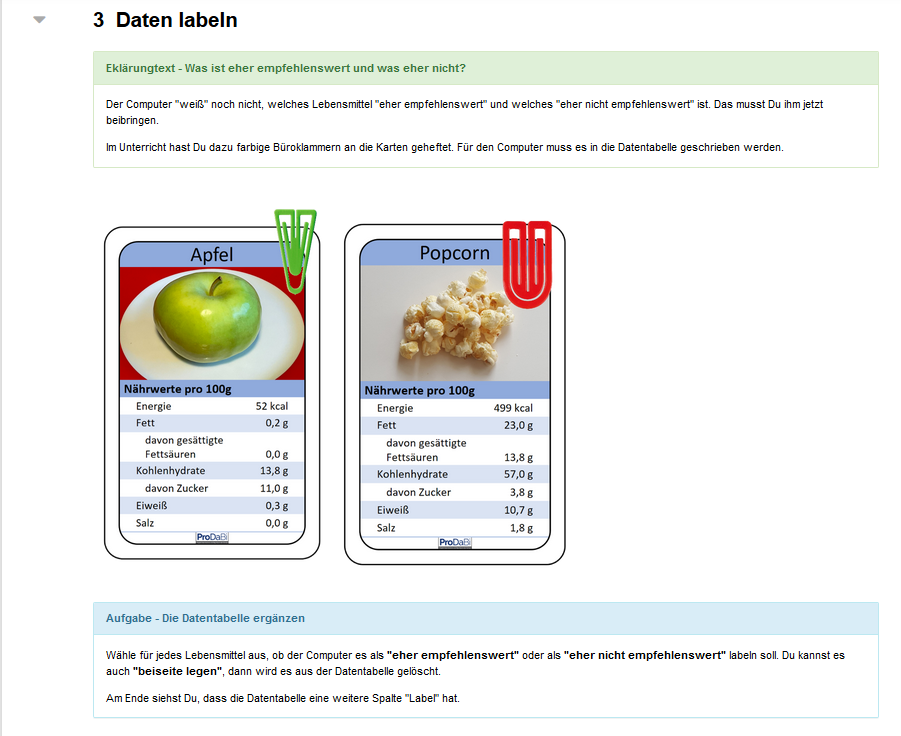 3 Daten labeln
Eklärungtext - Was ist eher empfehlenswert und was eher nicht?
Der Computer "weiß" noch nicht, welches Lebensmittel "eher empfehlenswert" und welches "eher nicht empfehlenswert" ist. Das musst Du ihm jetzt
beibringen.
Im Unterricht hast Du dazu farbige Büroklammern an die Karten geheftet. Für den Computer muss es in die Datentabelle geschrieben werden.
Apfel
Nährwerte pro 100g
Energie 52 kcal
Fett 0,2 g
davon gesättigte
Fettsäuren 0,0 g
Kohlenhydrate 13,8 g
davon Zucker 11,0 g
Eiweiß 0,3 g
Salz 0,0 g
ProDaBi
Popcorn
Nährwerte pro 100g
Energie 499 kcal
Fett 23,0 g
davon gesättigte
Fettsäuren 13,8 g
Kohlenhydrate 57,0 g
davon Zucker 3,8 g
Eiweiß 10,7 g
Salz 1,8 g
ProDaBi
Aufgabe - Die Datentabelle ergänzen
Wähle für jedes Lebensmittel aus, ob der Computer es als "eher empfehlenswert" oder als "eher nicht empfehlenswert" labeln soll. Du kannst es
auch "beiseite legen", dann wird es aus der Datentabelle gelöscht.
Am Ende siehst Du, dass die Datentabelle eine weitere Spalte "Label" hat.